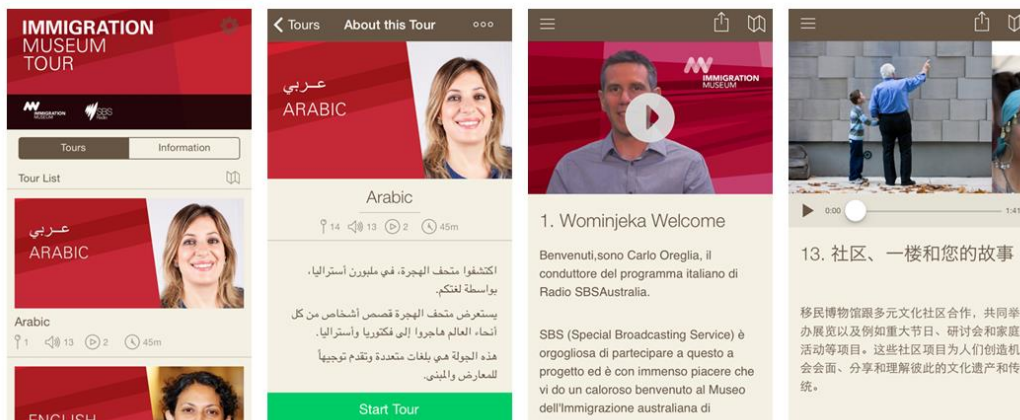 IMMIGRATION
MUSEUM
TOUR
IMMIGRATION
MUSEUM
SBS
Radio
Tours
Information
Tour List
عـربي
ARABIC
Arabic
1 13 2 45m
ENGLISH
Tours
About this Tour
عـربي
ARABIC
Arabic
14 13 2 45m
اكتشفوا متحف الهجرة، في ملبورن أستراليا،
بواسطة لغتكم.
يستعرض متحف الهجرة قصص أشخاص من كل
أنحاء العالم هاجروا إلى فكتوريا وأستراليا.
هذه الجولة هي بلغات متعددة وتقدم توجيهاً
للمعارض والمبنى.
Start Tour
IMMIGRATION
MUSEUM
1. Wominjeka Welcome
Benvenuti,sono Carlo Oreglia, il
conduttore del programma italiano di
Radio SBSAustralia.
SBS (Special Broadcasting Service) è
orgogliosa di partecipare a questo a
progetto ed è con immenso piacere che
vi do un caloroso benvenuto al Museo
dell'Immigrazione australiana di
0:00
1:41
13. 社区、一楼和您的故事
移民博物馆跟多元文化社区合作，共同举
办展览以及例如重大节日、研讨会和家庭
活动等项目。这些社区项目为人们创造机
会会面、分享和理解彼此的文化遗产和传
统。